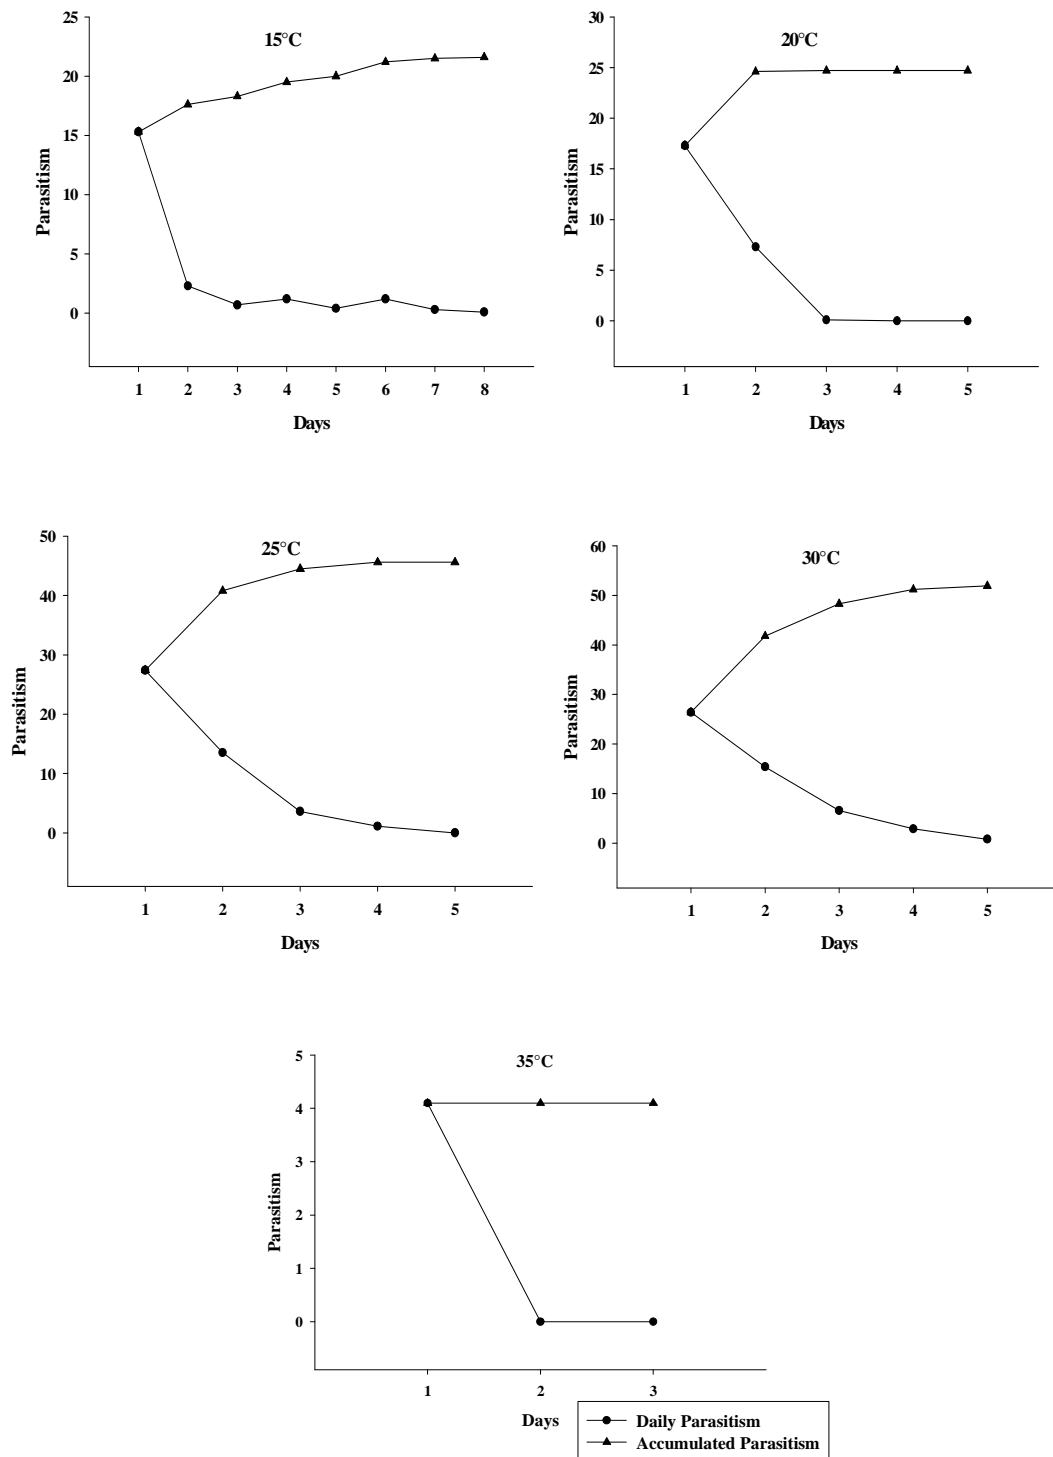 15°C
25
20
15
10
5
0
Parasitism
1 2 3 4 5 6 7 8
Days
20°C
30
25
20
15
10
5
0
Parasitism
1 2 3 4 5
Days
25°C
50
40
30
20
10
0
Parasitism
1 2 3 4 5
Days
30°C
60
50
40
30
20
10
0
Parasitism
1 2 3 4 5
Days
35°C
5
4
3
2
1
0
Parasitism
1 2 3
Days
Daily Parasitism
Accumulated Parasitism